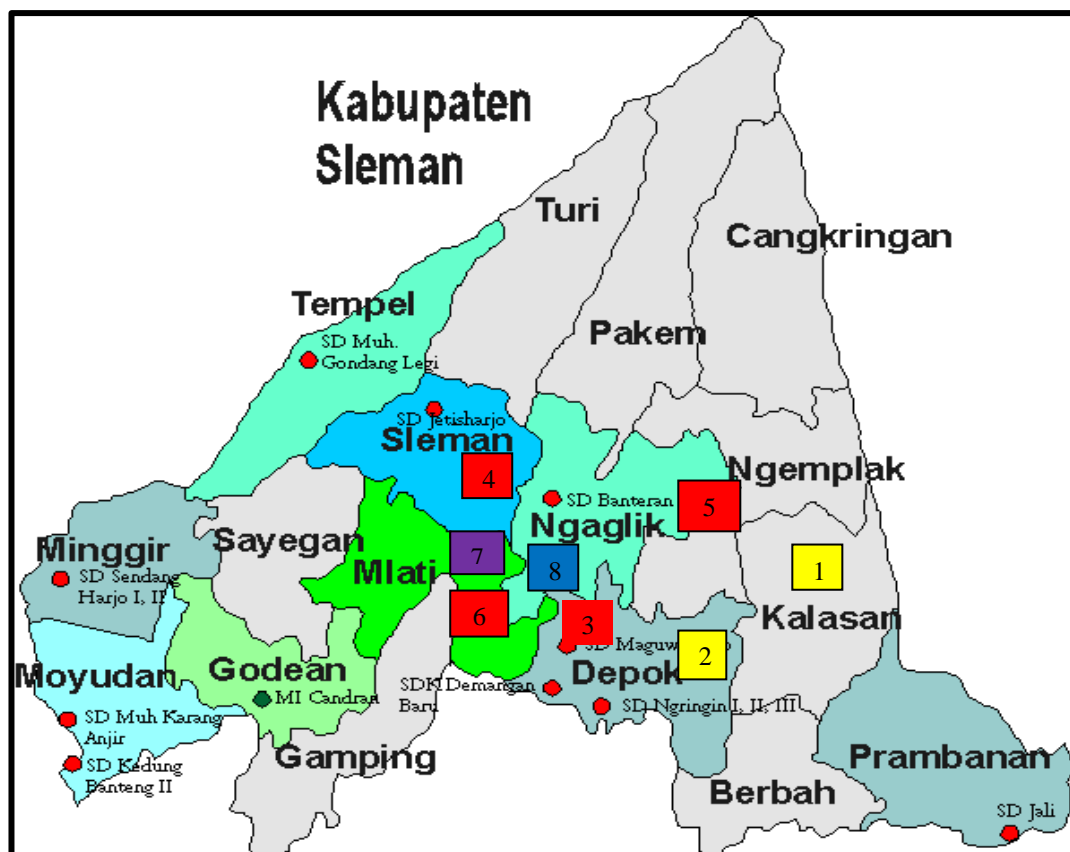 Kabupaten
Sleman
Turi
Cangkringan
Tempel
Pakem
SD Muh.
Gondang Legi
SD Jetisharjo
Sleman
4
Ngemplak
5
SD Banteran
Ngaglik
Sayegan
Minggir
7
8
Mlati
1
SD Sendang
Harjo I, II
6
3
Kalasan
2
Godean
Moyudan
Depok
SDK Demangan
Baru
MI Candran
SD Ngringin I, II, III
SD Muh Karang
Anjir
Gamping
Prambanan
SD Kedung
Banteng II
Berbah
SD Jali